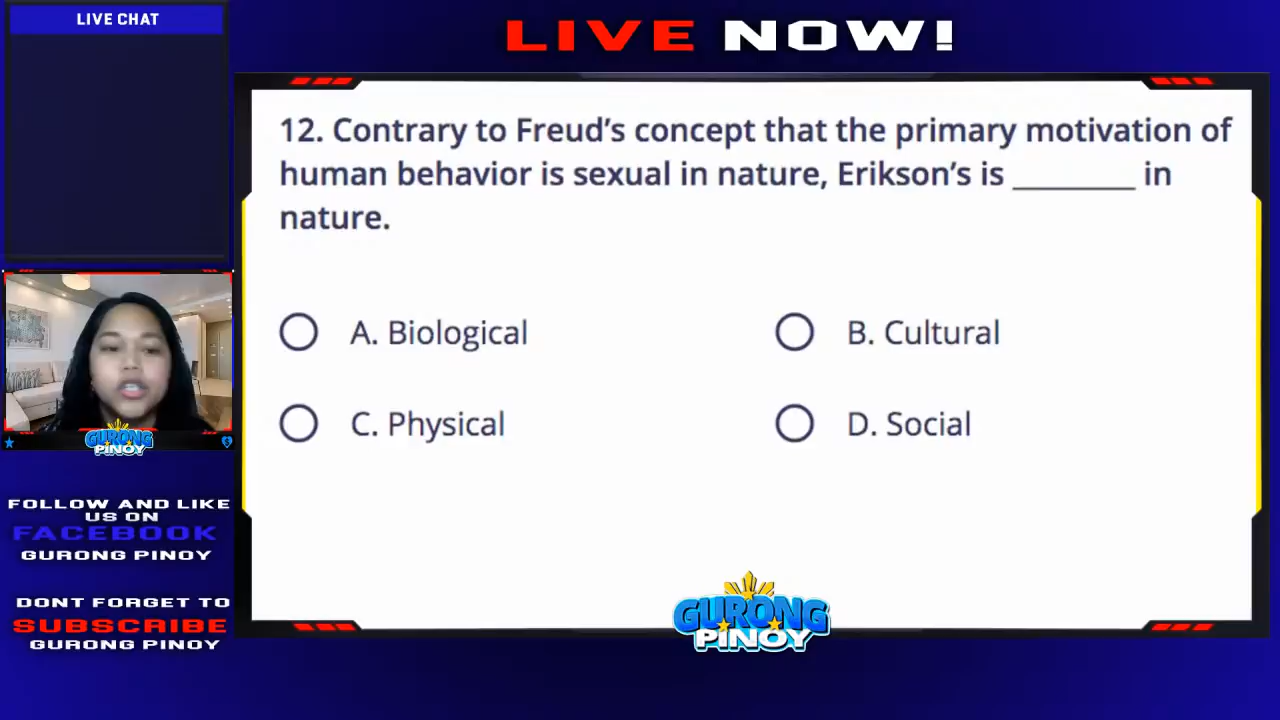 LIVE CHAT
LIVE NOW!
12. Contrary to Freud's concept that the primary motivation of
human behavior is sexual in nature, Erikson's is ________ in
nature.
A. Biological
B. Cultural
C. Physical
D. Social
GURONG
PINOY
FOLLOW AND LIKE
US ON
FACEBOOK
GURONG PINOY
DONT FORGET TO
SUBSCRIBE
GURONG PINOY
GURONG
PINOY